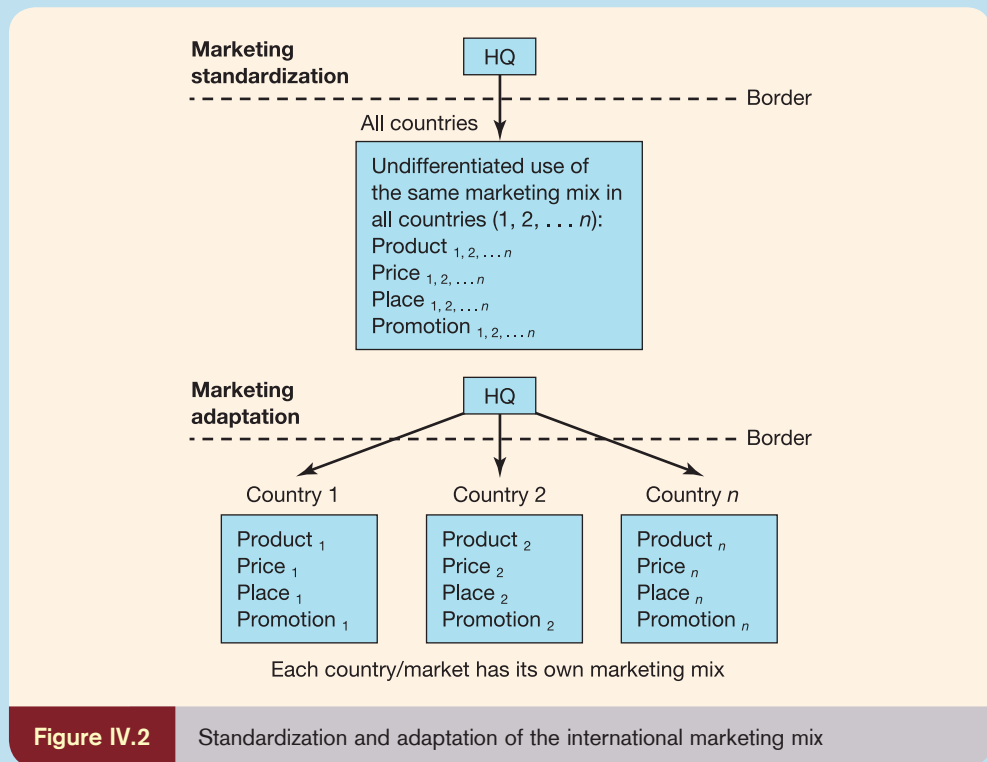 Marketing
standardization
HQ
Border
All countries
Undifferentiated use of
the same marketing mix in
all countries (1, 2, . . . n):
Product 1, 2, . . . n
Price 1, 2, . . . n
Place 1, 2, . . . n
Promotion 1, 2, . . . n
Marketing
adaptation
HQ
Border
Country 1
Product 1
Price 1
Place 1
Promotion 1
Country 2
Product 2
Price 2
Place 2
Promotion 2
Country n
Product n
Price n
Place n
Promotion n
Each country/market has its own marketing mix
Figure IV.2 Standardization and adaptation of the international marketing mix